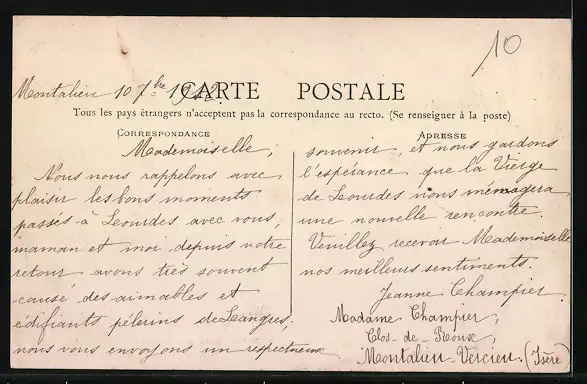 10
Montalieu 10 7bre 1912.
CARTE POSTALE
Tous les pays étrangers n'acceptent pas la correspondance au recto. (Se renseigner à la poste)
CORRESPONDANCE
Mademoiselle,
Nous nous rappelons avec
plaisir les bons moments
passés à Lourdes avec vous,
maman et moi depuis notre
retour avons très souvent
causé des aimables et
édifiants pélerins de Langres,
nous vous envoyons un respectueux
ADRESSE
souvenir, et nous gardons
l'espérance que la Vierge
de Lourdes nous ménagera
une nouvelle rencontre.
Veuillez recevoir Mademoiselle
nos meilleurs sentiments.
Jeanne Champier
Madame Champier,
Clos-de-Roux,
Montalieu-Vercieu. (Isère)